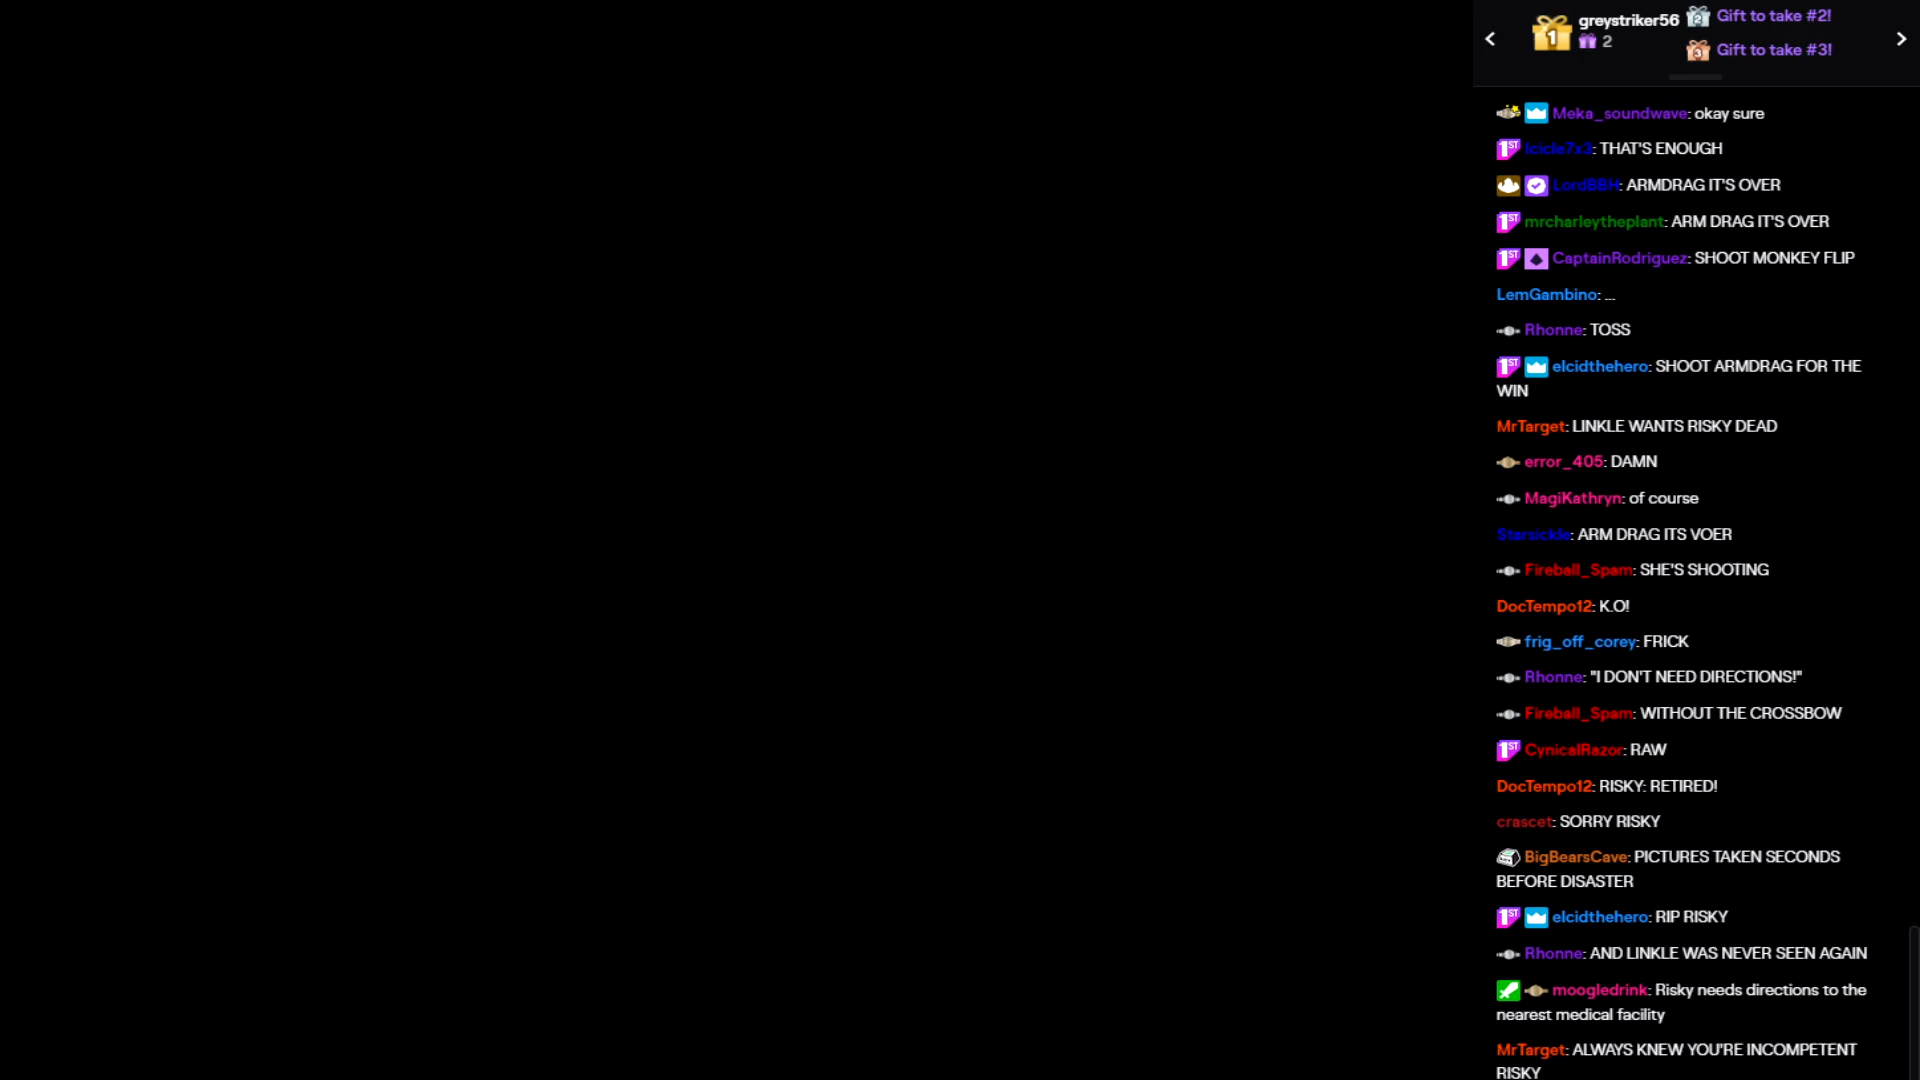 greystriker56
2
Gift to take #2!
Gift to take #3!
Meka_soundwave: okay sure
Icicle7x3: THAT'S ENOUGH
LordBBH: ARMDRAG IT'S OVER
mrcharleytheplant: ARM DRAG IT'S OVER
CaptainRodriguez: SHOOT MONKEY FLIP
LemGambino: ...
Rhonne: TOSS
elcidthehero: SHOOT ARMDRAG FOR THE
WIN
MrTarget: LINKLE WANTS RISKY DEAD
error_405: DAMN
MagiKathryn: of course
Starsickle: ARM DRAG ITS VOER
Fireball_Spam: SHE'S SHOOTING
DocTempo12: K.O!
frig_off_corey: FRICK
Rhonne: "I DON'T NEED DIRECTIONS!"
Fireball_Spam: WITHOUT THE CROSSBOW
CynicalRazor: RAW
DocTempo12: RISKY: RETIRED!
crascet: SORRY RISKY
BigBearsCave: PICTURES TAKEN SECONDS
BEFORE DISASTER
elcidthehero: RIP RISKY
Rhonne: AND LINKLE WAS NEVER SEEN AGAIN
moogledrink: Risky needs directions to the
nearest medical facility
MrTarget: ALWAYS KNEW YOU'RE INCOMPETENT
RISKY